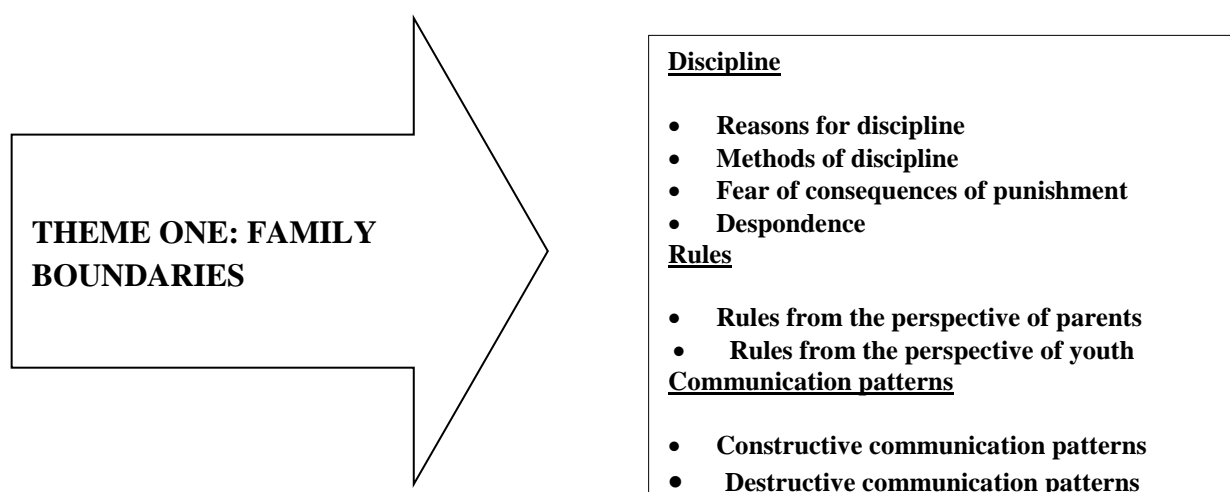 THEME ONE: FAMILY
BOUNDARIES
Discipline
• Reasons for discipline
• Methods of discipline
• Fear of consequences of punishment
• Despondence
Rules
• Rules from the perspective of parents
• Rules from the perspective of youth
Communication patterns
• Constructive communication patterns
• Destructive communication patterns